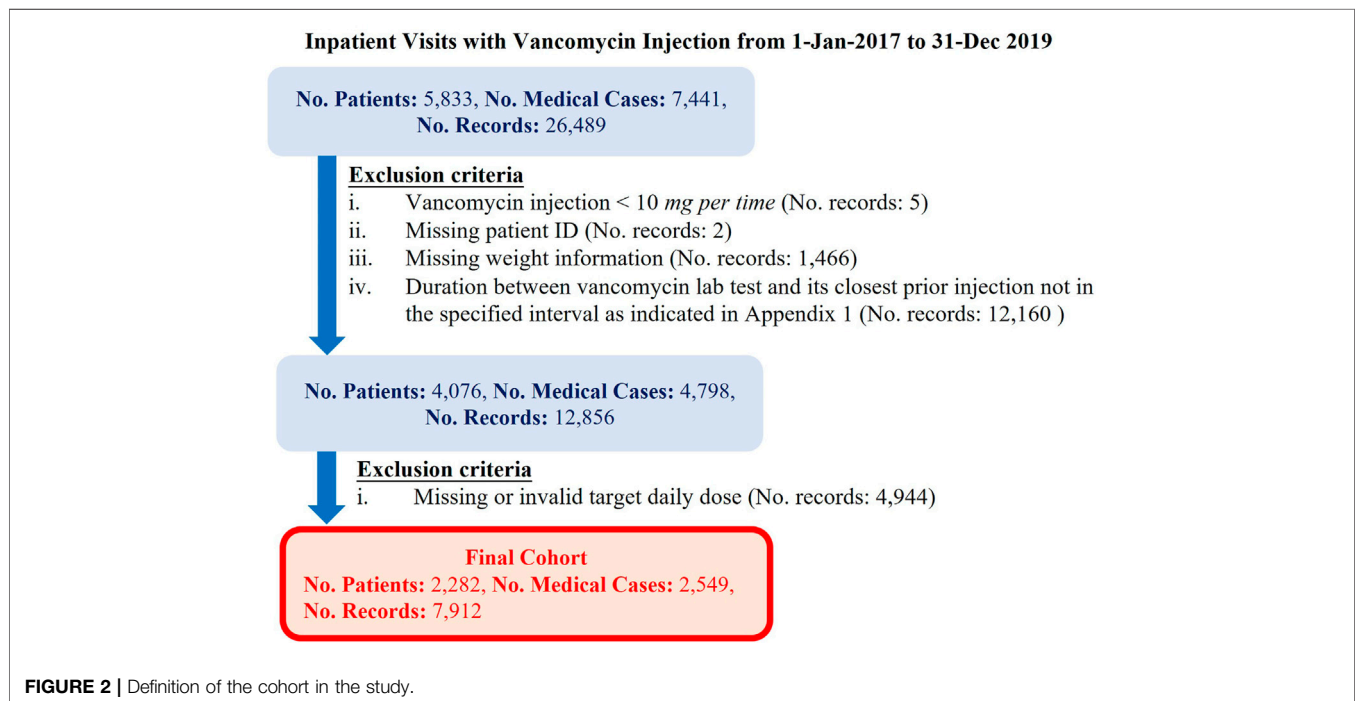 Inpatient Visits with Vancomycin Injection from 1-Jan-2017 to 31-Dec 2019
No. Patients: 5,833, No. Medical Cases: 7,441,
No. Records: 26,489
Exclusion criteria
i. Vancomycin injection < 10 mg per time (No. records: 5)
ii. Missing patient ID (No. records: 2)
iii. Missing weight information (No. records: 1,466)
iv. Duration between vancomycin lab test and its closest prior injection not in
the specified interval as indicated in Appendix 1 (No. records: 12,160 )
No. Patients: 4,076, No. Medical Cases: 4,798,
No. Records: 12,856
Exclusion criteria
i. Missing or invalid target daily dose (No. records: 4,944)
Final Cohort
No. Patients: 2,282, No. Medical Cases: 2,549,
No. Records: 7,912
FIGURE 2 | Definition of the cohort in the study.